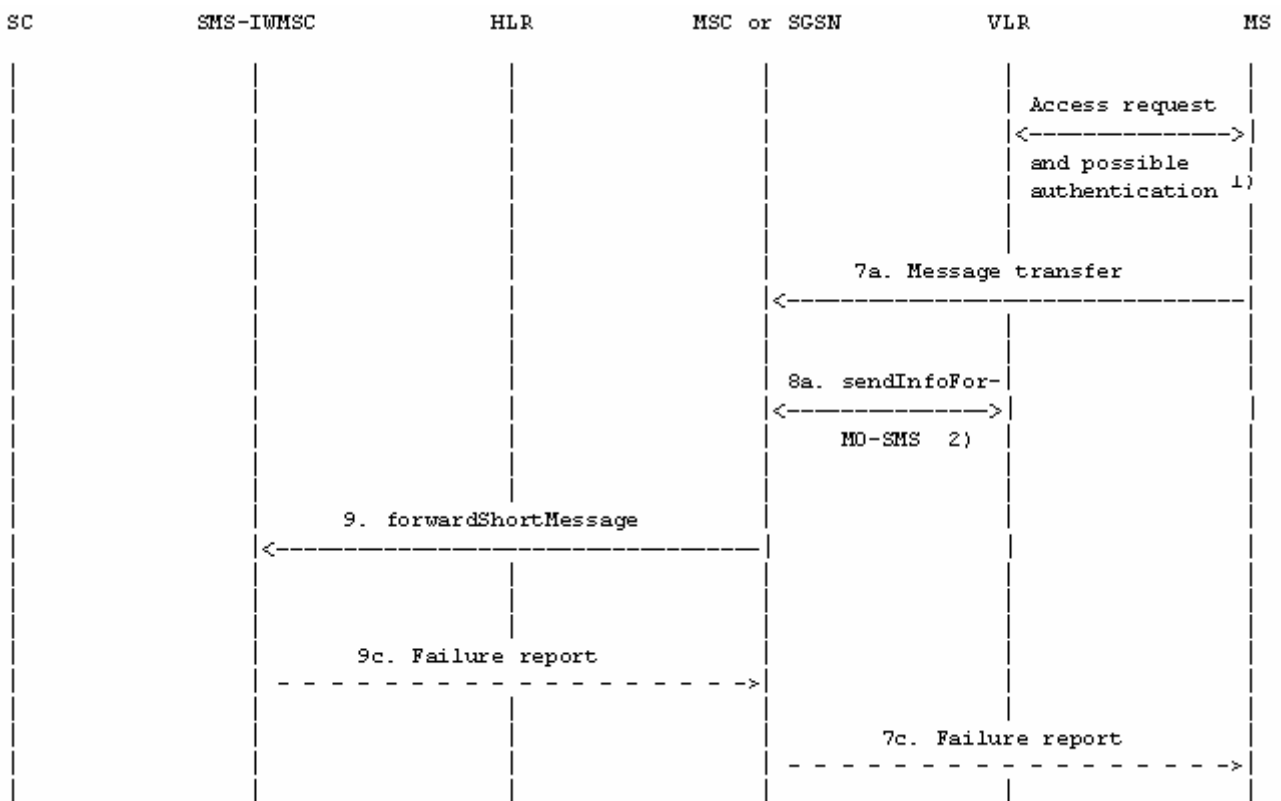 SC SMS-IWMSC HLR MSC or SGSN VLR MS
Access request
and possible
authentication 1)
7a. Message transfer
8a. sendInfoFor-
MO-SMS 2)
9. forwardShortMessage
9c. Failure report
7c. Failure report